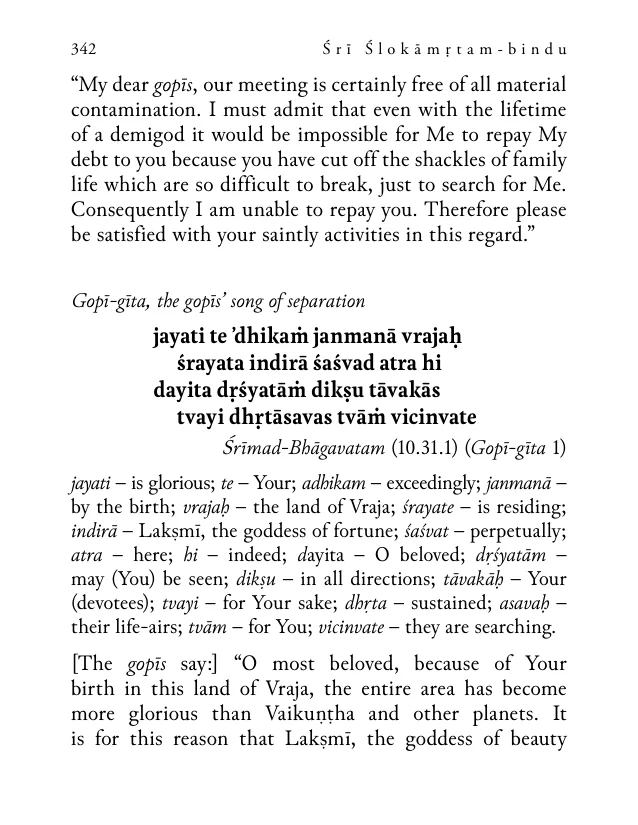 342 Śrī Ślokāmṛtam-bindu
“My dear gopīs, our meeting is certainly free of all material
contamination. I must admit that even with the lifetime
of a demigod it would be impossible for Me to repay My
debt to you because you have cut off the shackles of family
life which are so difficult to break, just to search for Me.
Consequently I am unable to repay you. Therefore please
be satisfied with your saintly activities in this regard.”
Gopī-gīta, the gopīs’ song of separation
jayati te ’dhikaṁ janmanā vrajaḥ
śrayata indirā śaśvad atra hi
dayita dṛśyatāṁ dikṣu tāvakās
tvayi dhṛtāsavas tvāṁ vicinvate
Śrīmad-Bhāgavatam (10.31.1) (Gopī-gīta 1)
jayati – is glorious; te – Your; adhikam – exceedingly; janmanā –
by the birth; vrajaḥ – the land of Vraja; śrayate – is residing;
indirā – Lakṣmī, the goddess of fortune; śaśvat – perpetually;
atra – here; hi – indeed; dayita – O beloved; dṛśyatām –
may (You) be seen; dikṣu – in all directions; tāvakāḥ – Your
(devotees); tvayi – for Your sake; dhṛta – sustained; asavaḥ –
their life-airs; tvām – for You; vicinvate – they are searching.
[The gopīs say:] “O most beloved, because of Your
birth in this land of Vraja, the entire area has become
more glorious than Vaikuṇṭha and other planets. It
is for this reason that Lakṣmī, the goddess of beauty